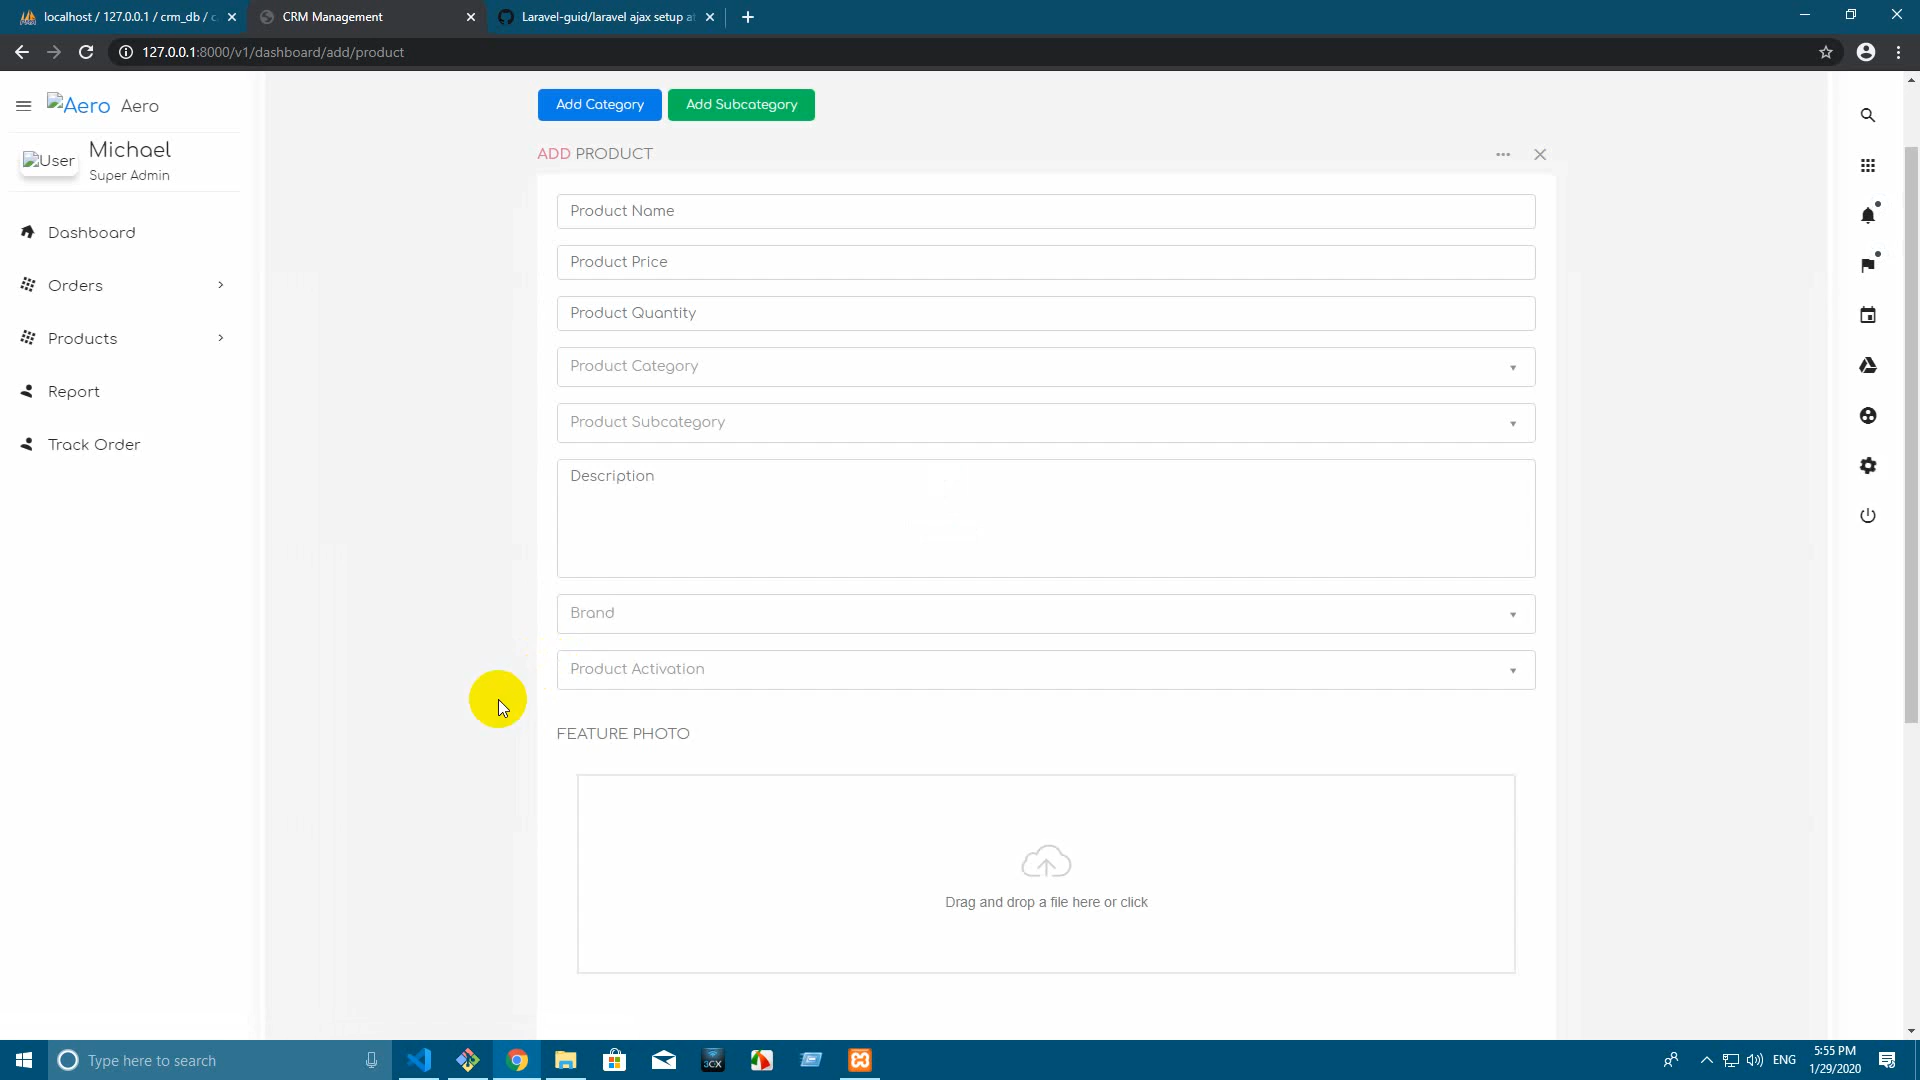 localhost / 127.0.0.1 / crm_db / c
CRM Management
Laravel-guid/laravel ajax setup at
127.0.0.1:8000/v1/dashboard/add/product
Aero Aero
User
Michael
Super Admin
Dashboard
Orders
Products
Report
Track Order
Add Category
Add Subcategory
ADD PRODUCT
Product Name
Product Price
Product Quantity
Product Category
Product Subcategory
Description
Brand
Product Activation
FEATURE PHOTO
Drag and drop a file here or click
Type here to search
3CX
ENG
5:55 PM
1/29/2020